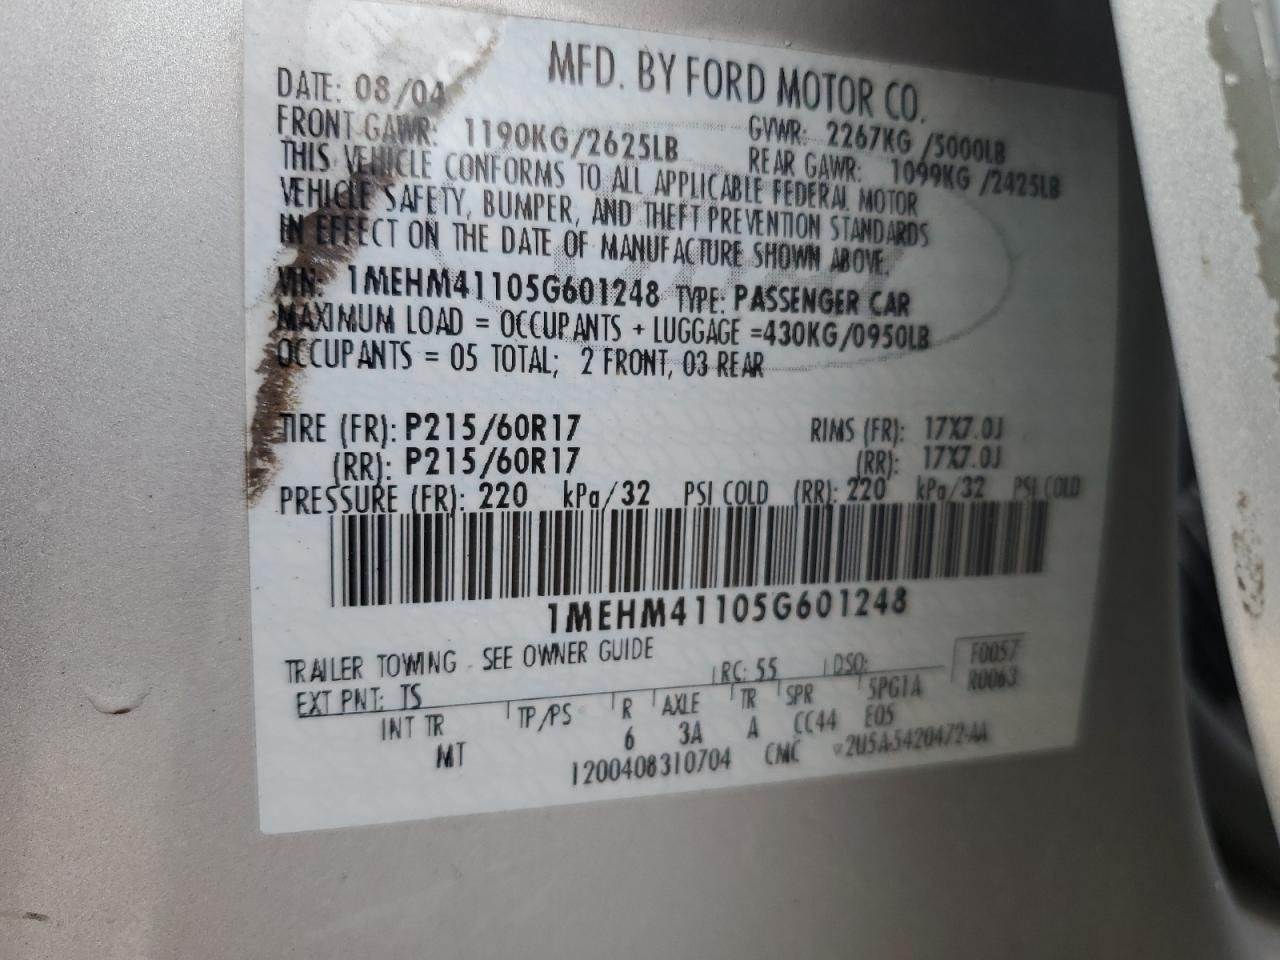 MFD. BY FORD MOTOR CO.
DATE: 08/04 GVWR: 2267KG /5000LB
FRONT GAWR: 1190KG/2625LB REAR GAWR: 1099KG /2425LB
THIS VEHICLE CONFORMS TO ALL APPLICABLE FEDERAL MOTOR
VEHICLE SAFETY, BUMPER, AND THEFT PREVENTION STANDARDS
IN EFFECT ON THE DATE OF MANUFACTURE SHOWN ABOVE.
VIN: 1MEHM41105G601248 TYPE: PASSENGER CAR
MAXIMUM LOAD = OCCUPANTS + LUGGAGE =430KG/0950LB
OCCUPANTS = 05 TOTAL; 2 FRONT, 03 REAR
TIRE (FR): P215/60R17 RIMS (FR): 17X7.0J
(RR): P215/60R17 (RR): 17X7.0J
PRESSURE (FR): 220 kPa/32 PSI COLD (RR): 220 kPa/32 PSI COLD
1MEHM41105G601248
TRAILER TOWING - SEE OWNER GUIDE
EXT PNT: TS RC: 55 DSO: F0057
R0063
INT TR TP/PS R AXLE TR SPR 5PG1A
MT 6 3A A CC44 E05
1200408310704 CMC 2U5A-5420472-AA